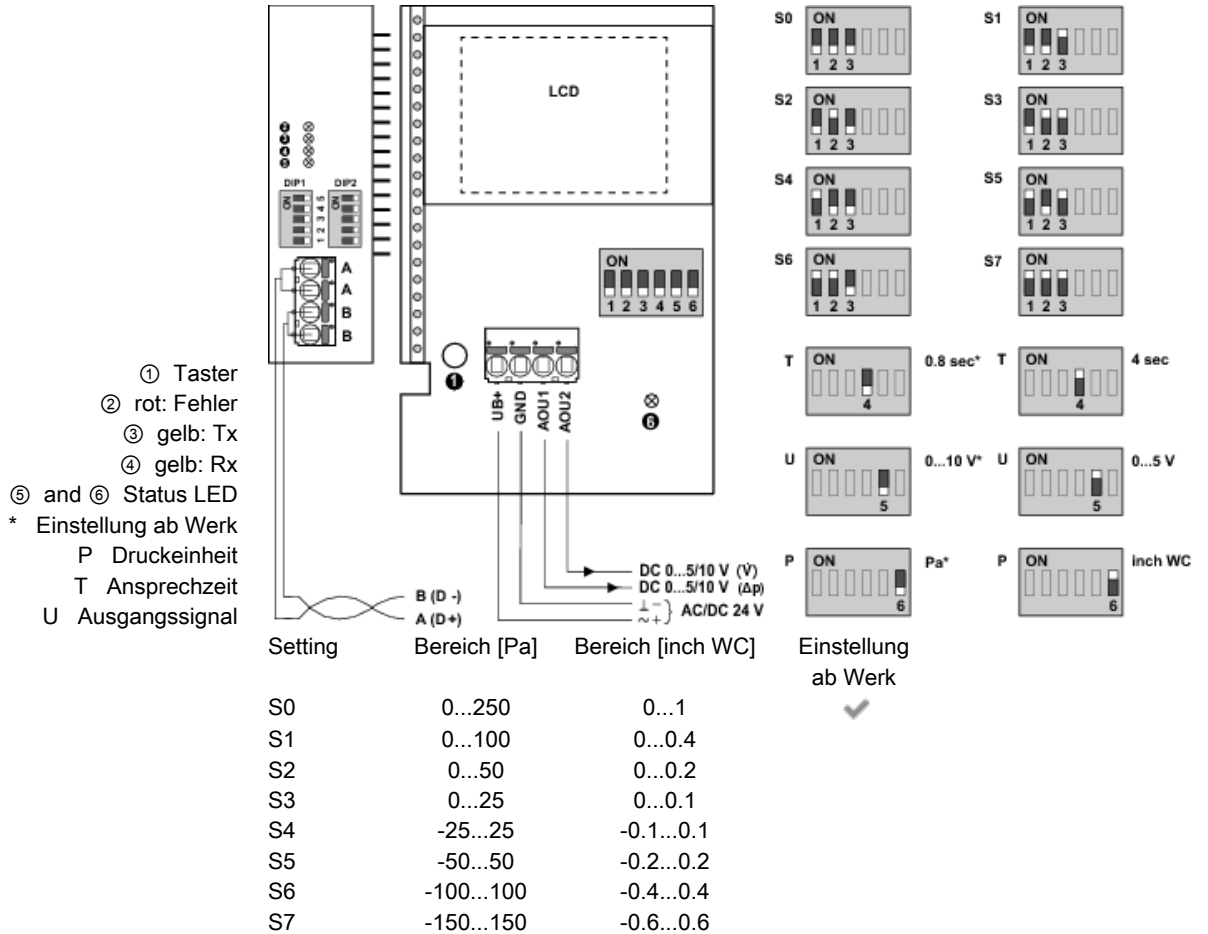 S0 ON 1 2 3
S1 ON 1 2 3
LCD
S2 ON 1 2 3
S3 ON 1 2 3
❷
❸
❹
❺
DIP1 DIP2
ON ON
1 2 3 4 5
S4 ON 1 2 3
S5 ON 1 2 3
A
A
B
B
ON
1 2 3 4 5 6
S6 ON 1 2 3
S7 ON 1 2 3
❶
UB+ GND AOU1 AOU2
❻
T ON 4 0.8 sec*
T ON 4 4 sec
U ON 5 0...10 V*
U ON 5 0...5 V
P ON 6 Pa*
P ON 6 inch WC
① Taster
② rot: Fehler
③ gelb: Tx
④ gelb: Rx
⑤ and ⑥ Status LED
* Einstellung ab Werk
P Druckeinheit
T Ansprechzeit
U Ausgangssignal
B (D -)
A (D+)
DC 0...5/10 V (V̇)
DC 0...5/10 V (Δp)
⊥ −
~ + } AC/DC 24 V
Setting Bereich [Pa] Bereich [inch WC] Einstellung
ab Werk
S0 0...250 0...1 ✔
S1 0...100 0...0.4
S2 0...50 0...0.2
S3 0...25 0...0.1
S4 -25...25 -0.1...0.1
S5 -50...50 -0.2...0.2
S6 -100...100 -0.4...0.4
S7 -150...150 -0.6...0.6